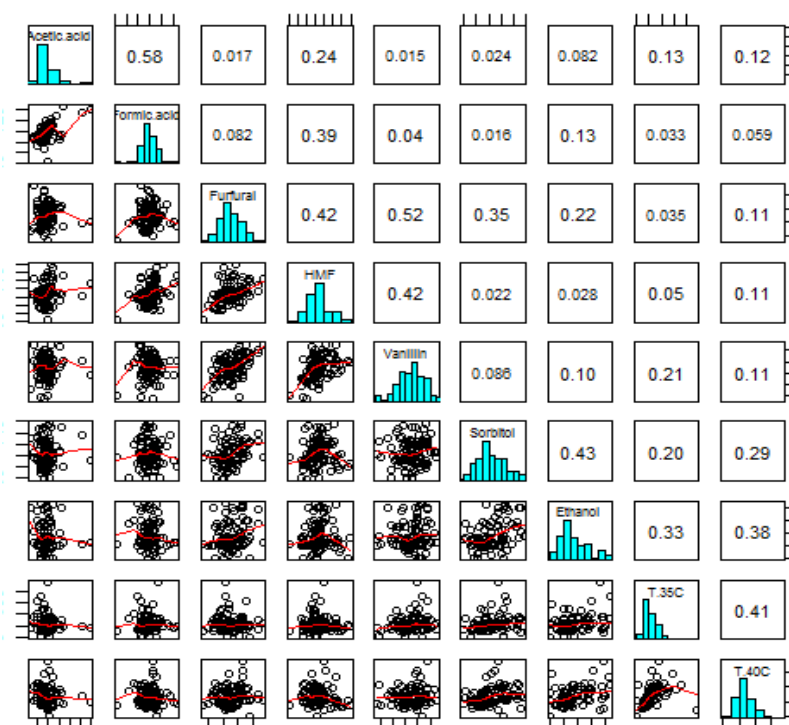 Acetic.acid 0.58 0.017 0.24 0.015 0.024 0.082 0.13 0.12
Formic.acid 0.082 0.39 0.04 0.016 0.13 0.033 0.059
Furfural 0.42 0.52 0.35 0.22 0.035 0.11
HMF 0.42 0.022 0.028 0.05 0.11
Vanillin 0.086 0.10 0.21 0.11
Sorbitol 0.43 0.20 0.29
Ethanol 0.33 0.38
T.35C 0.41
T.40C